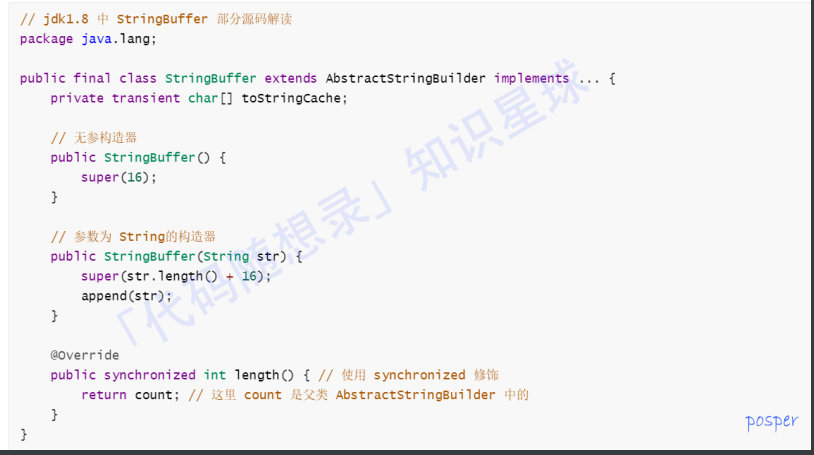 // jdk1.8 中 StringBuffer 部分源码解读
package java.lang;
public final class StringBuffer extends AbstractStringBuilder implements ... {
private transient char[] toStringCache;
// 无参构造器
public StringBuffer() {
super(16);
}
// 参数为 String的构造器
public StringBuffer(String str) {
super(str.length() + 16);
append(str);
}
@Override
public synchronized int length() { // 使用 synchronized 修饰
return count; // 这里 count 是父类 AbstractStringBuilder 中的
}
}
「代码随想录」知识星球
posper